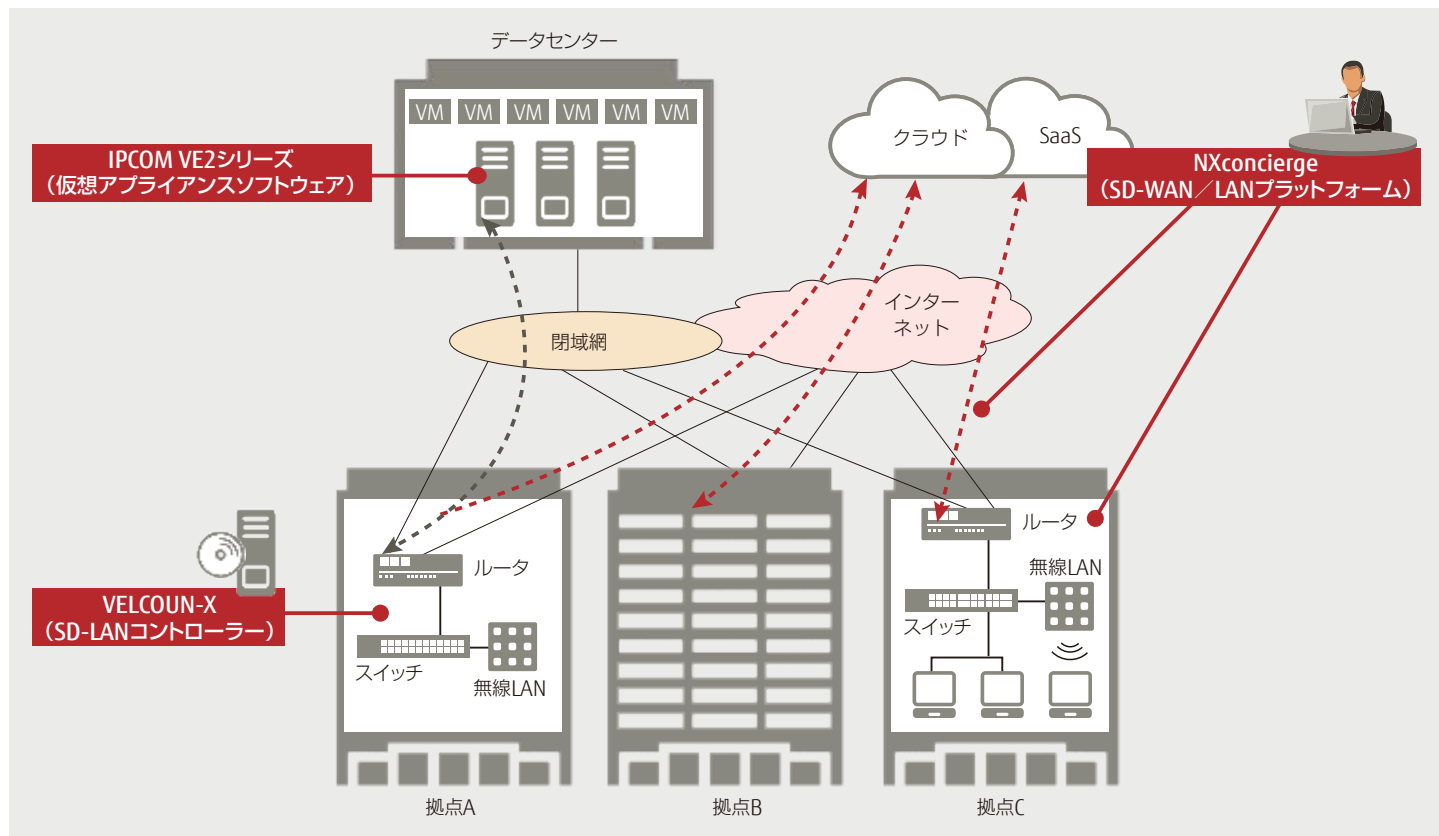 データセンター
VM VM VM VM VM VM
クラウド
SaaS
IPCOM VE2シリーズ
（仮想アプライアンスソフトウェア）
NXconcierge
（SD-WAN／LANプラットフォーム）
インター
ネット
閉域網
ルータ
スイッチ
無線LAN
VELCOUN-X
（SD-LANコントローラー）
ルータ
無線LAN
スイッチ
拠点A
拠点B
拠点C